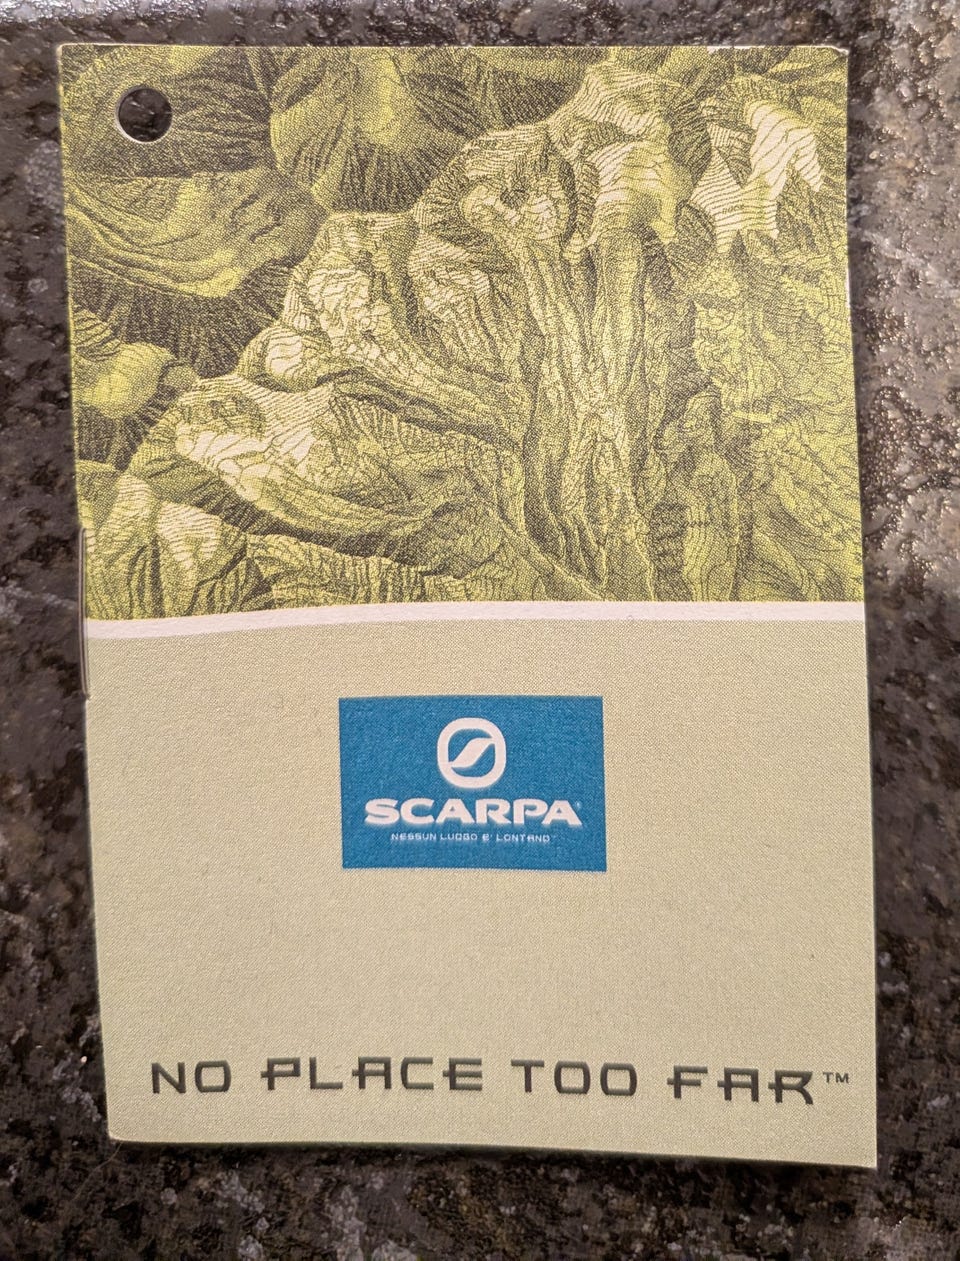 SCARPA®
NESSUN LUOGO E' LONTANO
NO PLACE TOO FAR™